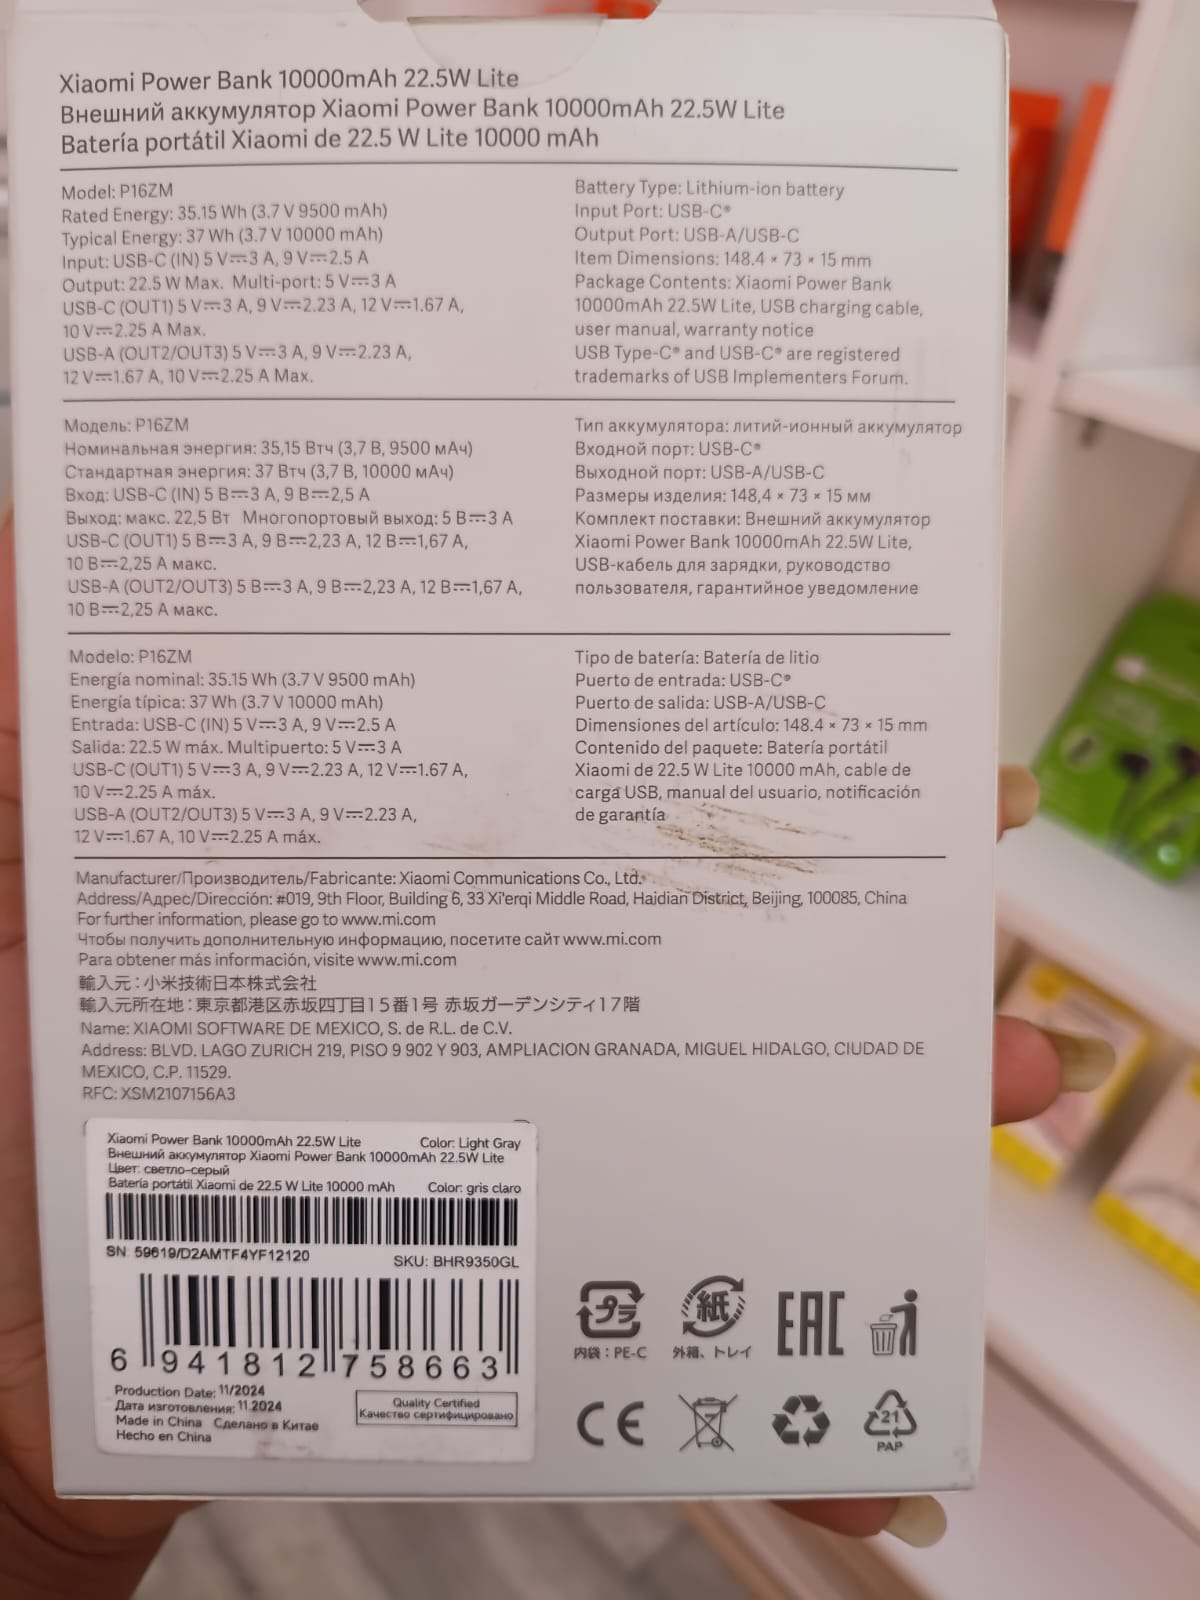 Xiaomi Power Bank 10000mAh 22.5W Lite
Внешний аккумулятор Xiaomi Power Bank 10000mAh 22.5W Lite
Batería portátil Xiaomi de 22.5 W Lite 10000 mAh
Model: P16ZM
Rated Energy: 35.15 Wh (3.7 V 9500 mAh)
Typical Energy: 37 Wh (3.7 V 10000 mAh)
Input: USB-C (IN) 5 V⎓3 A, 9 V⎓2.5 A
Output: 22.5 W Max. Multi-port: 5 V⎓3 A
USB-C (OUT1) 5 V⎓3 A, 9 V⎓2.23 A, 12 V⎓1.67 A,
10 V⎓2.25 A Max.
USB-A (OUT2/OUT3) 5 V⎓3 A, 9 V⎓2.23 A,
12 V⎓1.67 A, 10 V⎓2.25 A Max.
Battery Type: Lithium-ion battery
Input Port: USB-C®
Output Port: USB-A/USB-C
Item Dimensions: 148.4 × 73 × 15 mm
Package Contents: Xiaomi Power Bank
10000mAh 22.5W Lite, USB charging cable,
user manual, warranty notice
USB Type-C® and USB-C® are registered
trademarks of USB Implementers Forum.
Модель: P16ZM
Номинальная энергия: 35,15 Втч (3,7 В, 9500 мАч)
Стандартная энергия: 37 Втч (3,7 В, 10000 мАч)
Вход: USB-C (IN) 5 В⎓3 А, 9 В⎓2,5 А
Выход: макс. 22,5 Вт Многопортовый выход: 5 В⎓3 А
USB-C (OUT1) 5 В⎓3 А, 9 В⎓2,23 А, 12 В⎓1,67 А,
10 В⎓2,25 А макс.
USB-A (OUT2/OUT3) 5 В⎓3 А, 9 В⎓2,23 А, 12 В⎓1,67 А,
10 В⎓2,25 А макс.
Тип аккумулятора: литий-ионный аккумулятор
Входной порт: USB-C®
Выходной порт: USB-A/USB-C
Размеры изделия: 148,4 × 73 × 15 мм
Комплект поставки: Внешний аккумулятор
Xiaomi Power Bank 10000mAh 22.5W Lite,
USB-кабель для зарядки, руководство
пользователя, гарантийное уведомление
Modelo: P16ZM
Energía nominal: 35.15 Wh (3.7 V 9500 mAh)
Energía típica: 37 Wh (3.7 V 10000 mAh)
Entrada: USB-C (IN) 5 V⎓3 A, 9 V⎓2.5 A
Salida: 22.5 W máx. Multipuerto: 5 V⎓3 A
USB-C (OUT1) 5 V⎓3 A, 9 V⎓2.23 A, 12 V⎓1.67 A,
10 V⎓2.25 A máx.
USB-A (OUT2/OUT3) 5 V⎓3 A, 9 V⎓2.23 A,
12 V⎓1.67 A, 10 V⎓2.25 A máx.
Tipo de batería: Batería de litio
Puerto de entrada: USB-C®
Puerto de salida: USB-A/USB-C
Dimensiones del artículo: 148.4 × 73 × 15 mm
Contenido del paquete: Batería portátil
Xiaomi de 22.5 W Lite 10000 mAh, cable de
carga USB, manual del usuario, notificación
de garantía
Manufacturer/Производитель/Fabricante: Xiaomi Communications Co., Ltd.
Address/Адрес/Dirección: #019, 9th Floor, Building 6, 33 Xi'erqi Middle Road, Haidian District, Beijing, 100085, China
For further information, please go to www.mi.com
Чтобы получить дополнительную информацию, посетите сайт www.mi.com
Para obtener más información, visite www.mi.com
輸入元：小米技術日本株式会社
輸入元所在地：東京都港区赤坂四丁目15番1号 赤坂ガーデンシティ17階
Name: XIAOMI SOFTWARE DE MEXICO, S. de R.L. de C.V.
Address: BLVD. LAGO ZURICH 219, PISO 9 902 Y 903, AMPLIACION GRANADA, MIGUEL HIDALGO, CIUDAD DE
MEXICO, C.P. 11529.
RFC: XSM2107156A3
Xiaomi Power Bank 10000mAh 22.5W Lite Color: Light Gray
Внешний аккумулятор Xiaomi Power Bank 10000mAh 22.5W Lite
Цвет: светло-серый
Batería portátil Xiaomi de 22.5 W Lite 10000 mAh Color: gris claro
SN: 59619/D2AMTF4YF12120
SKU: BHR9350GL
6 941812 758663
Production Date: 11/2024
Дата изготовления: 11.2024
Made in China Сделано в Китае
Hecho en China
Quality Certified
Качество сертифицировано
プラ
内袋：PE-C
紙
外箱、トレイ
EAC
CE
21
PAP